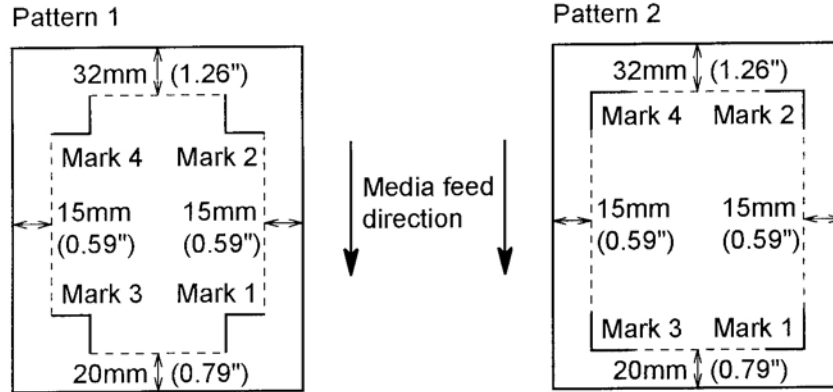 Pattern 1
32mm (1.26")
Mark 4 Mark 2
15mm 15mm
(0.59") (0.59")
Mark 3 Mark 1
20mm (0.79")
Media feed
direction
Pattern 2
32mm (1.26")
Mark 4 Mark 2
15mm 15mm
(0.59") (0.59")
Mark 3 Mark 1
20mm (0.79")